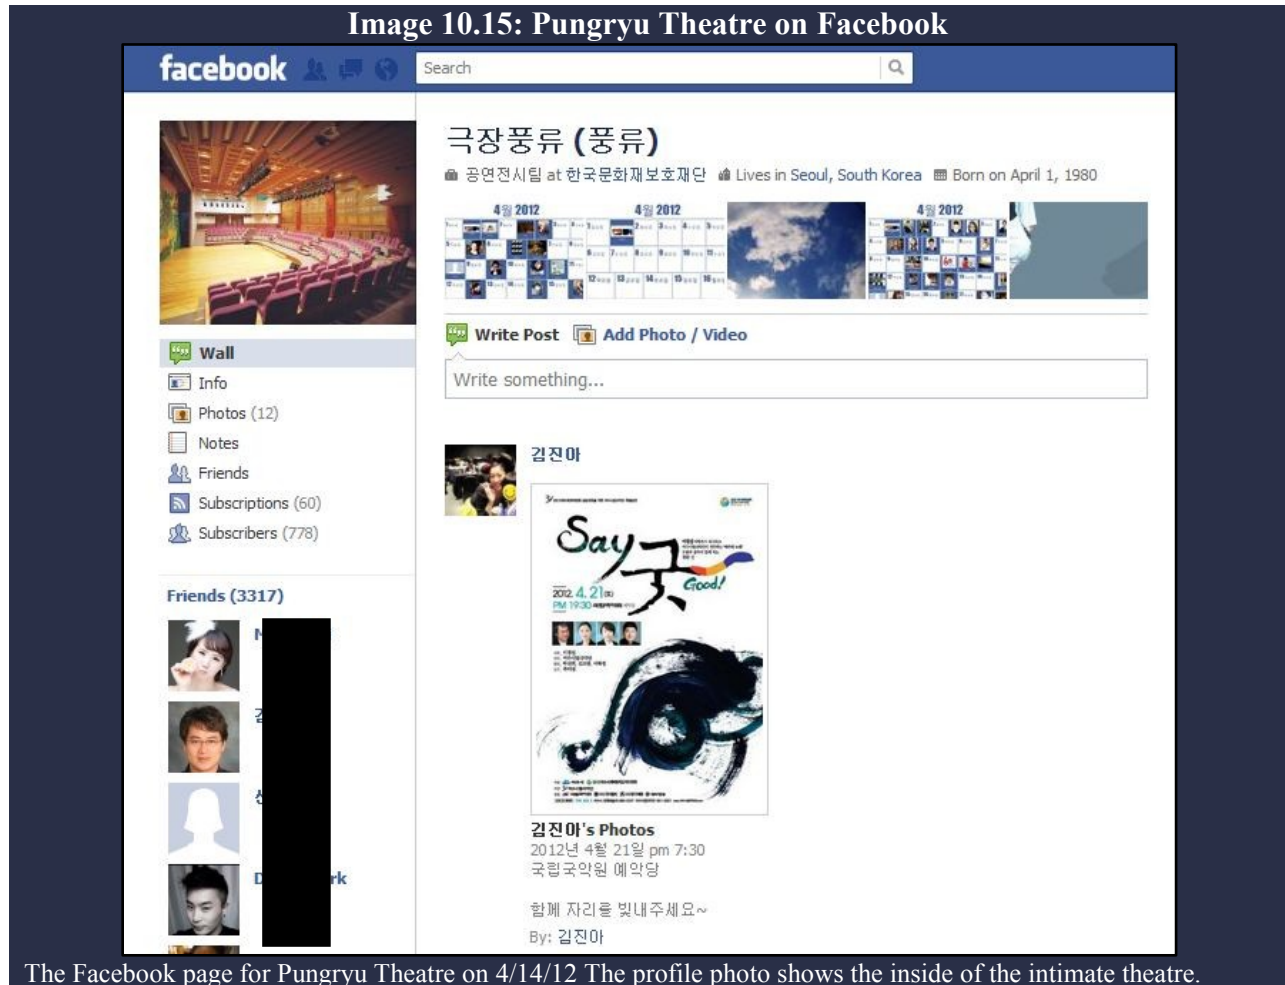 Image 10.15: Pungryu Theatre on Facebook
facebook
Search
극장풍류 (풍류)
공연전시팀 at 한국문화재보호재단 Lives in Seoul, South Korea Born on April 1, 1980
4월 2012
4월 2012
4월 2012
Write Post Add Photo / Video
Write something...
Wall
Info
Photos (12)
Notes
Friends
Subscriptions (60)
Subscribers (778)
Friends (3317)
rk
김진아
Say 굿
Good!
2012. 4. 21
PM 19:30
김진아's Photos
2012년 4월 21일 pm 7:30
국립국악원 예악당
함께 자리를 빛내주세요~
By: 김진아
The Facebook page for Pungryu Theatre on 4/14/12 The profile photo shows the inside of the intimate theatre.